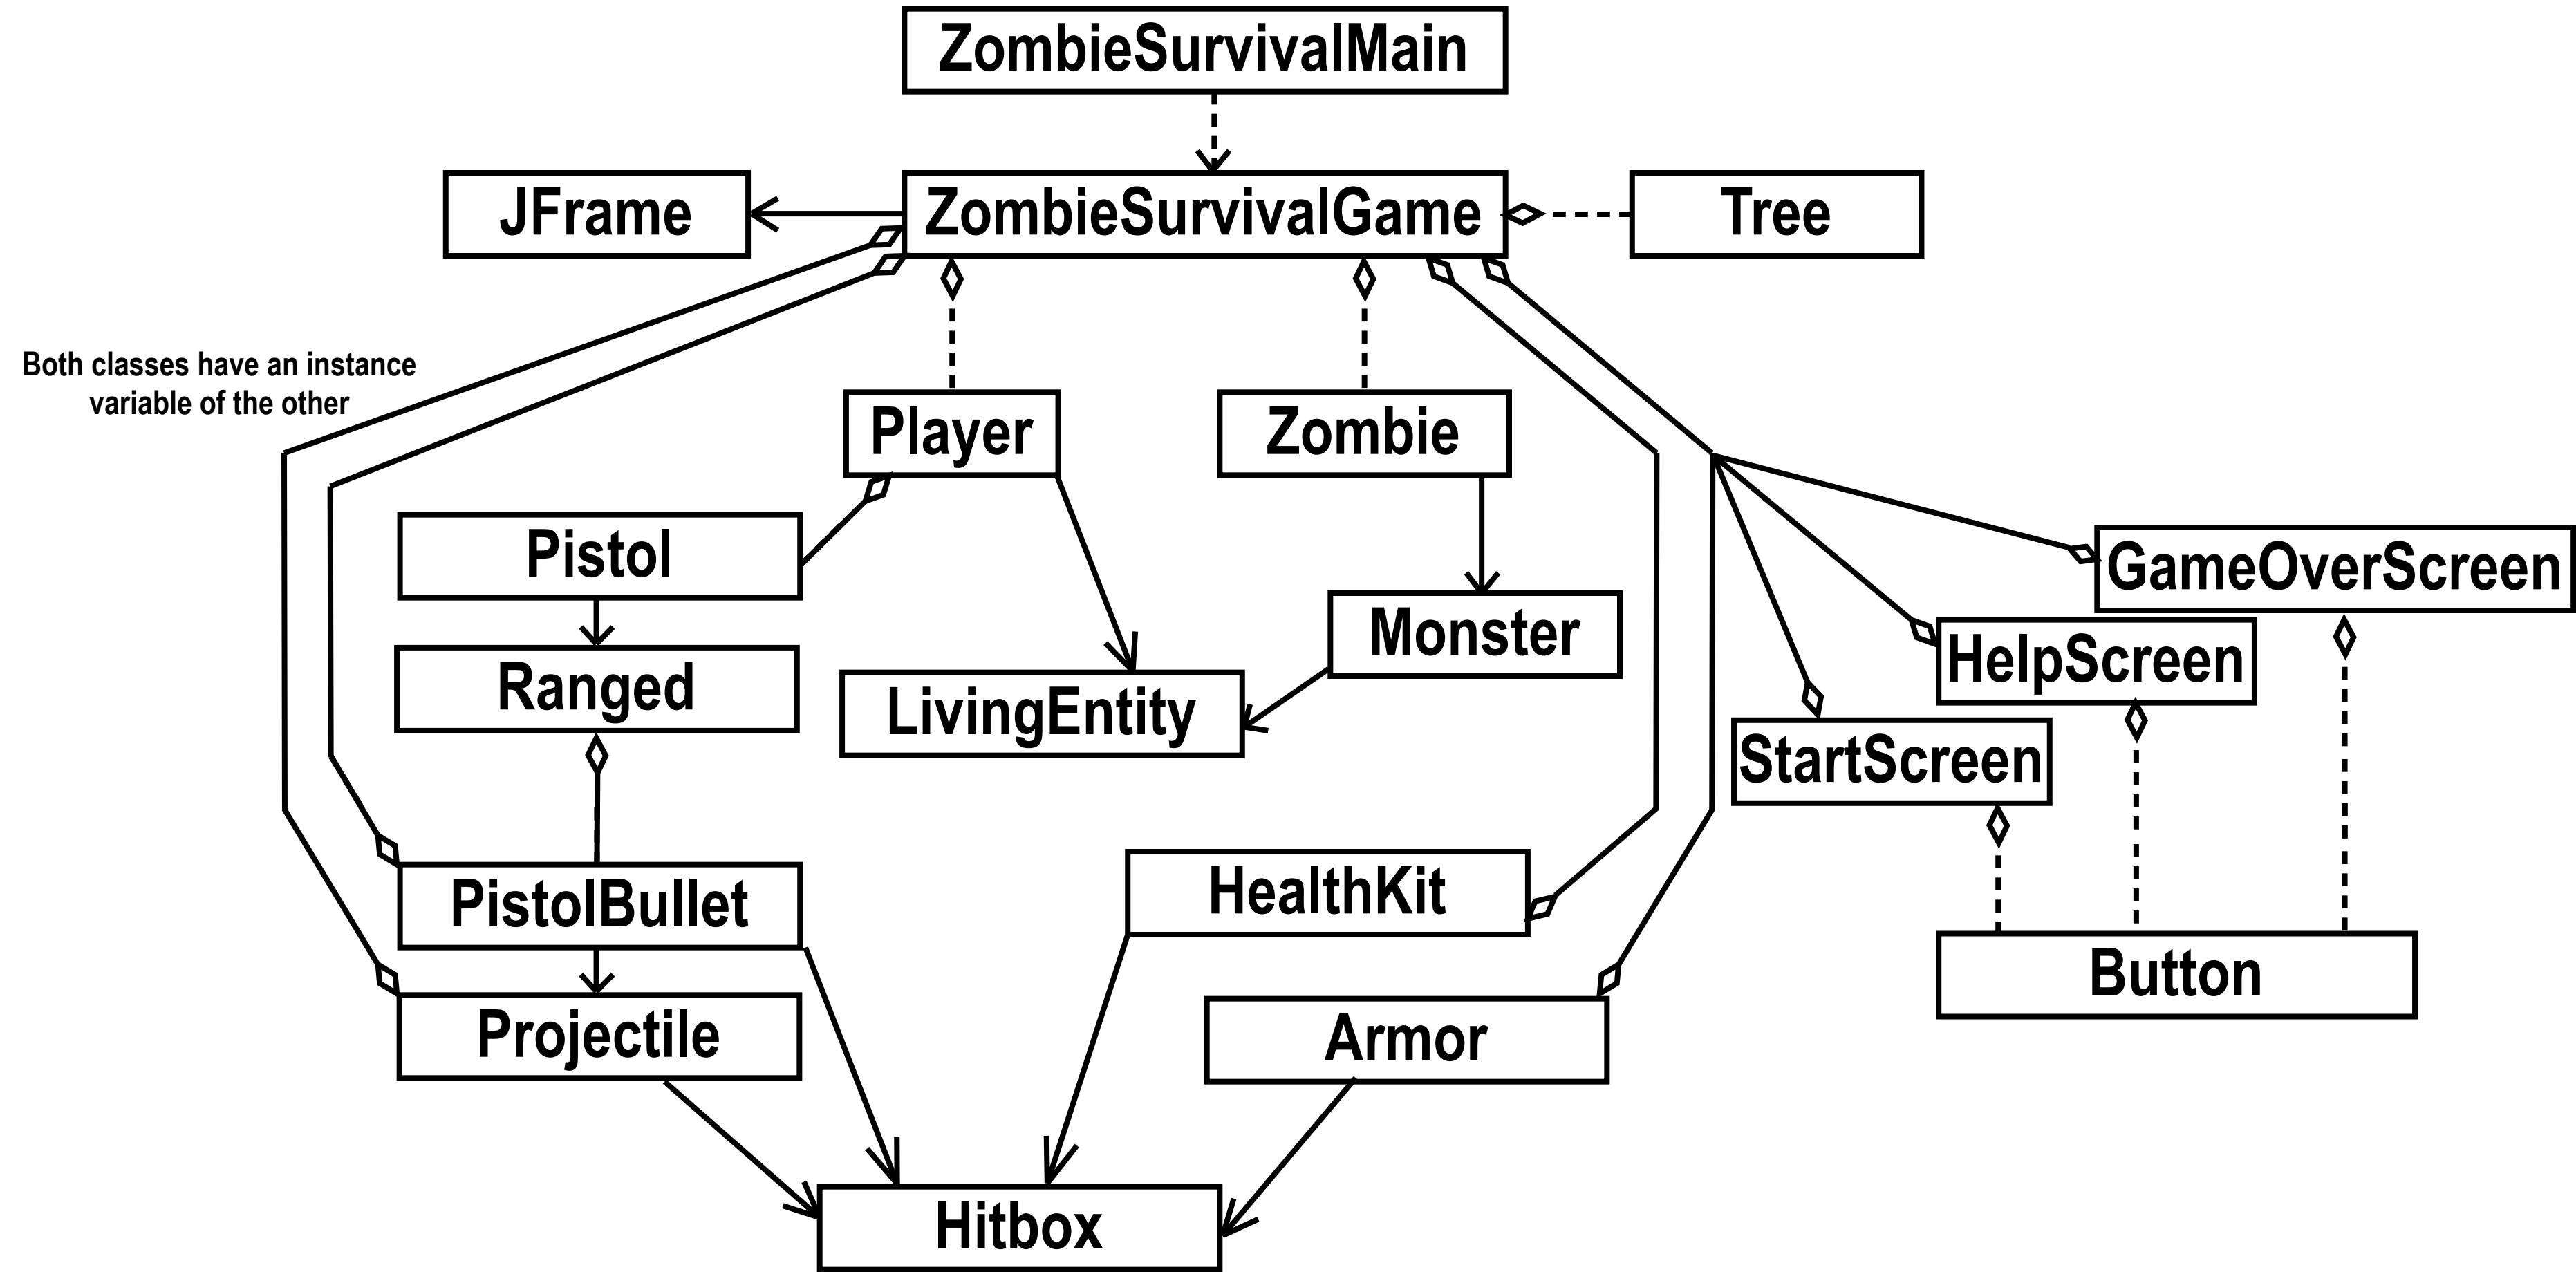 ZombieSurvivalMain
JFrame
ZombieSurvivalGame
Tree
Both classes have an instance
variable of the other
Player
Zombie
Pistol
GameOverScreen
Monster
HelpScreen
Ranged
LivingEntity
StartScreen
PistolBullet
HealthKit
Button
Projectile
Armor
Hitbox